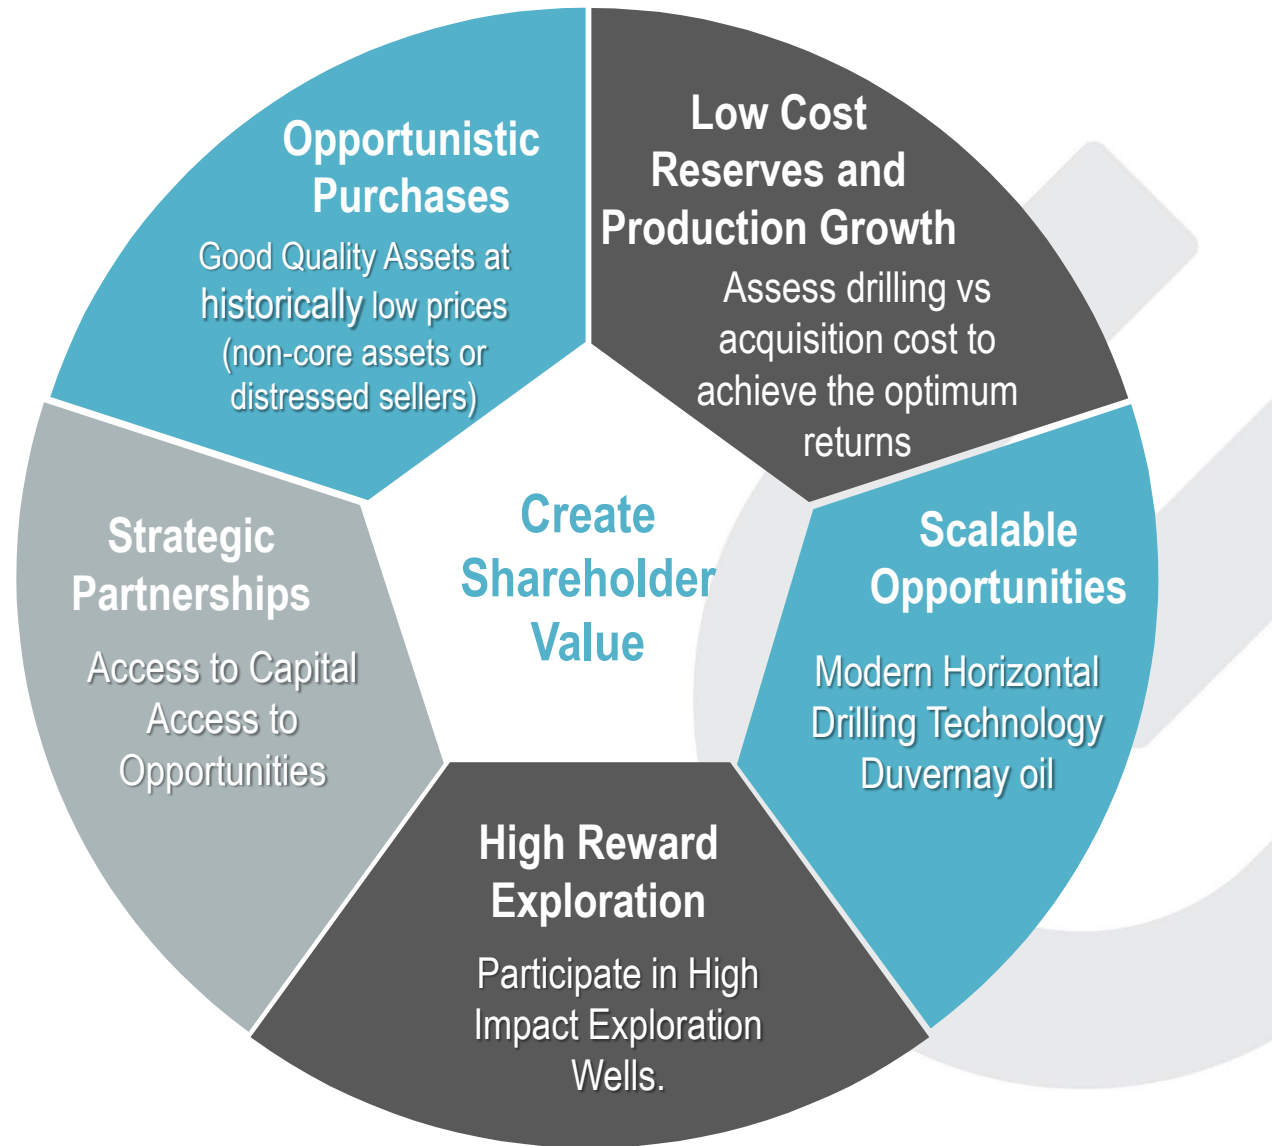 Opportunistic
Purchases
Good Quality Assets at
historically low prices
(non-core assets or
distressed sellers)
Low Cost
Reserves and
Production Growth
Assess drilling vs
acquisition cost to
achieve the optimum
returns
Strategic
Partnerships
Access to Capital
Access to
Opportunities
Create
Shareholder
Value
Scalable
Opportunities
Modern Horizontal
Drilling Technology
Duvernay oil
High Reward
Exploration
Participate in High
Impact Exploration
Wells.